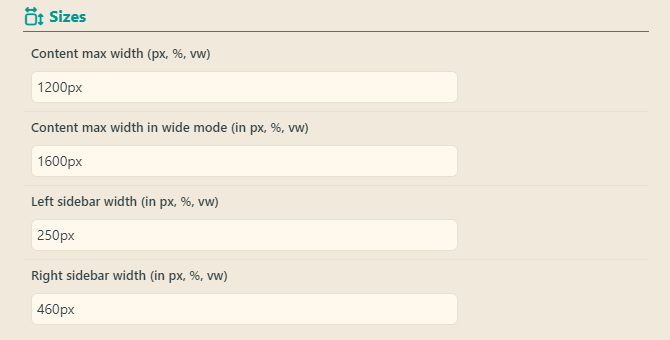 Sizes
Content max width (px, %, vw)
1200px
Content max width in wide mode (in px, %, vw)
1600px
Left sidebar width (in px, %, vw)
250px
Right sidebar width (in px, %, vw)
460px